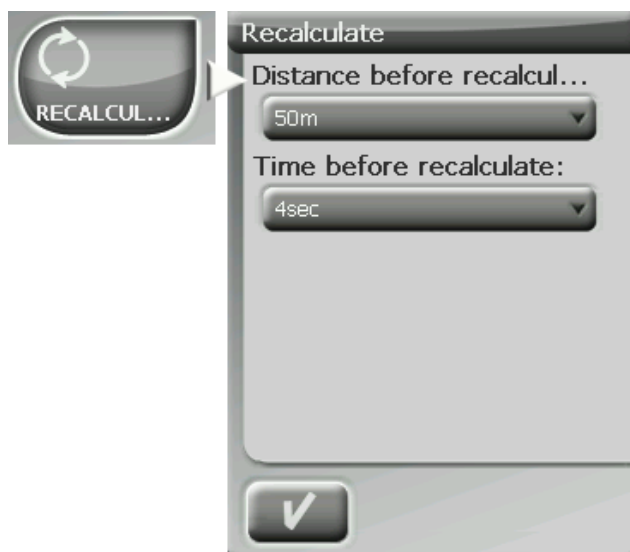 RECALCUL...
Recalculate
Distance before recalcul...
50m
Time before recalculate:
4sec